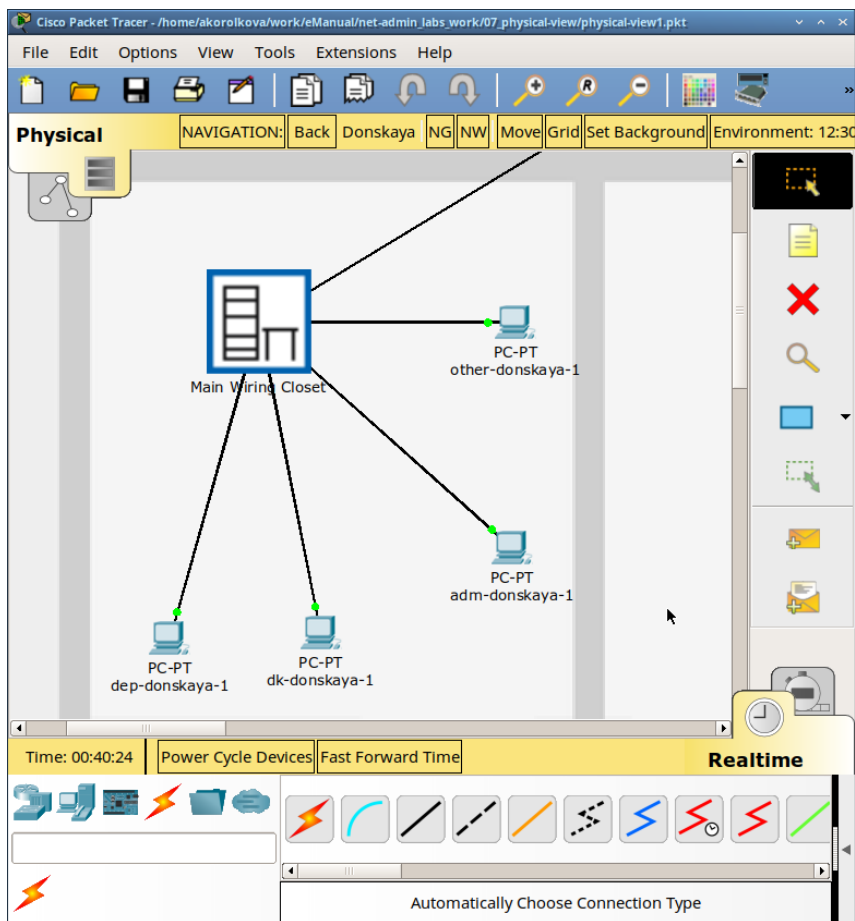 Cisco Packet Tracer - /home/akorolkova/work/eManual/net-admin_labs_work/07_physical-view/physical-view1.pkt
File Edit Options View Tools Extensions Help
Physical
NAVIGATION: Back Donskaya NG NW Move Grid Set Background Environment: 12:30
PC-PT
other-donskaya-1
Main Wiring Closet
PC-PT
adm-donskaya-1
PC-PT
dep-donskaya-1
PC-PT
dk-donskaya-1
Time: 00:40:24 Power Cycle Devices Fast Forward Time Realtime
Automatically Choose Connection Type